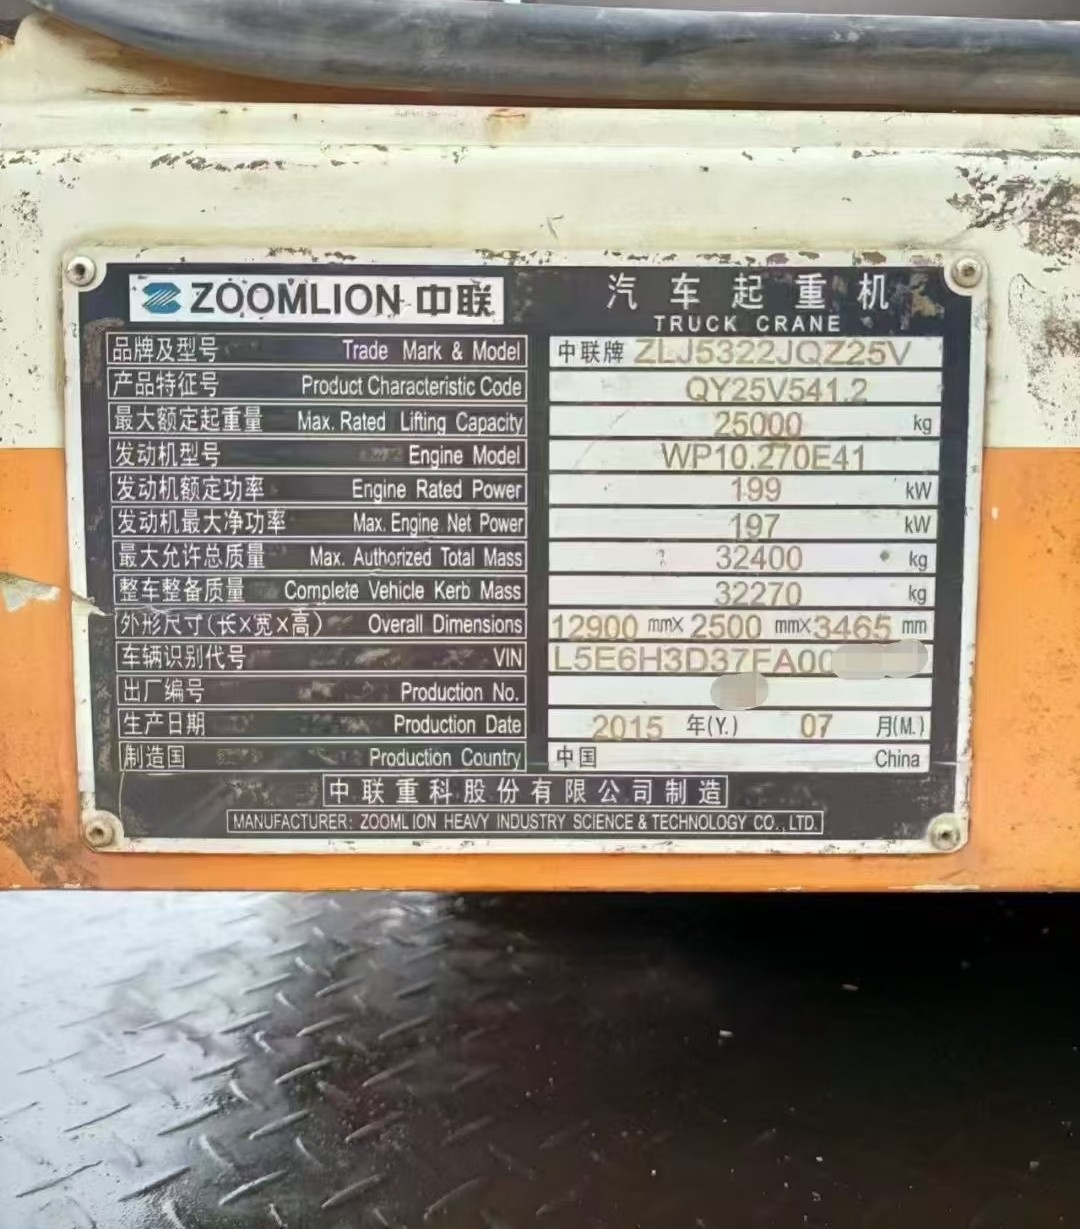 ZOOMLION 中联 汽车起重机
TRUCK CRANE
品牌及型号 Trade Mark & Model 中联牌 ZLJ5322JQZ25V
产品特征号 Product Characteristic Code QY25V541.2
最大额定起重量 Max. Rated Lifting Capacity 25000 kg
发动机型号 Engine Model WP10.270E41
发动机额定功率 Engine Rated Power 199 kW
发动机最大净功率 Max. Engine Net Power 197 kW
最大允许总质量 Max. Authorized Total Mass 32400 kg
整车整备质量 Complete Vehicle Kerb Mass 32270 kg
外形尺寸(长×宽×高) Overall Dimensions 12900 mm× 2500 mm× 3465 mm
车辆识别代号 VIN L5E6H3D37FA00
出厂编号 Production No.
生产日期 Production Date 2015 年(Y.) 07 月(M.)
制造国 Production Country 中国 China
中联重科股份有限公司制造
MANUFACTURER: ZOOMLION HEAVY INDUSTRY SCIENCE & TECHNOLOGY CO., LTD.